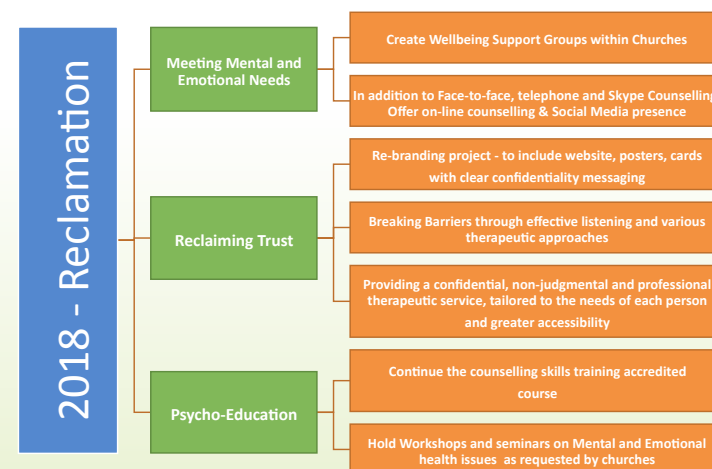 2018 - Reclamation
Meeting Mental and
Emotional Needs
Create Wellbeing Support Groups within Churches
In addition to Face-to-face, telephone and Skype Counselling
Offer on-line counselling & Social Media presence
Reclaiming Trust
Re-branding project - to include website, posters, cards
with clear confidentiality messaging
Breaking Barriers through effective listening and various
therapeutic approaches
Providing a confidential, non-judgmental and professional
therapeutic service, tailored to the needs of each person
and greater accessibility
Psycho-Education
Continue the counselling skills training accredited
course
Hold Workshops and seminars on Mental and Emotional
health issues as requested by churches